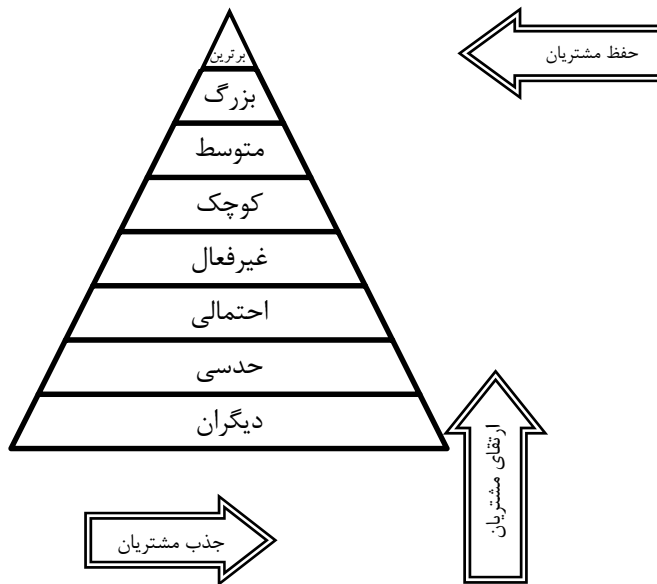 برترین
حفظ مشتریان
بزرگ
متوسط
کوچک
غیرفعال
احتمالی
حدسی
دیگران
ارتقای مشتریان
جذب مشتریان